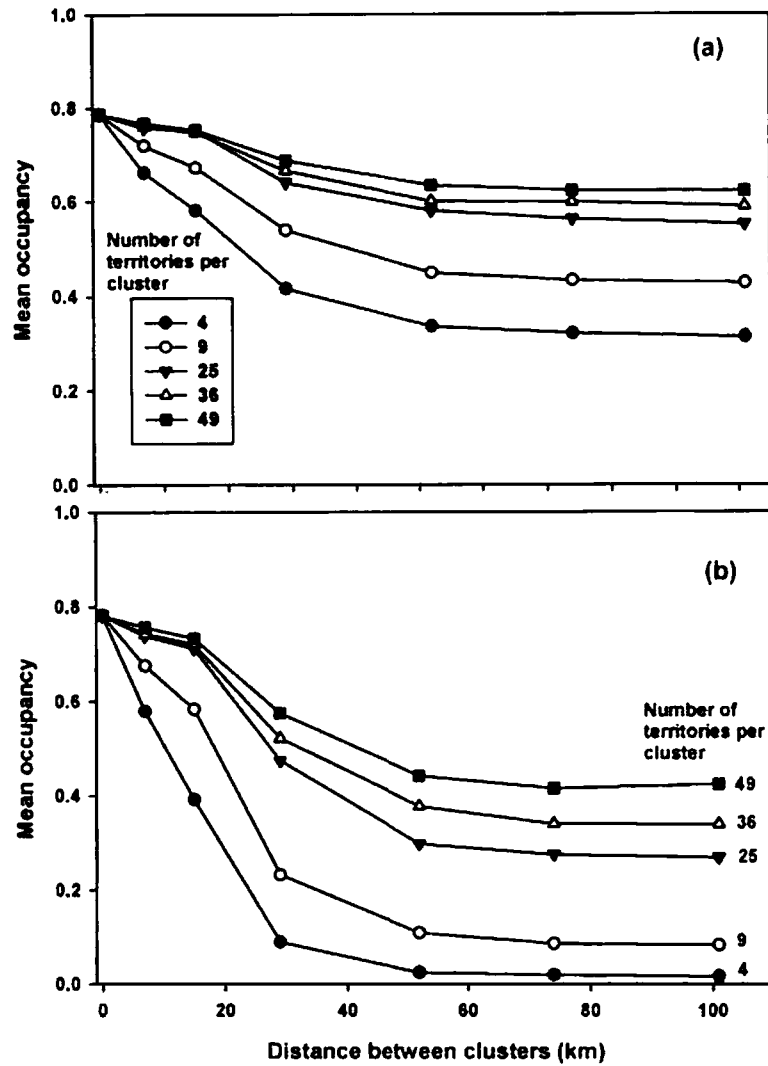 (a)
1.0
0.8
0.6
0.4
0.2
0.0
Mean occupancy
Number of
territories per
cluster
4
9
25
36
49
(b)
1.0
0.8
0.6
0.4
0.2
0.0
Mean occupancy
Number of
territories per
cluster
49
36
25
9
4
0
20
40
60
80
100
Distance between clusters (km)